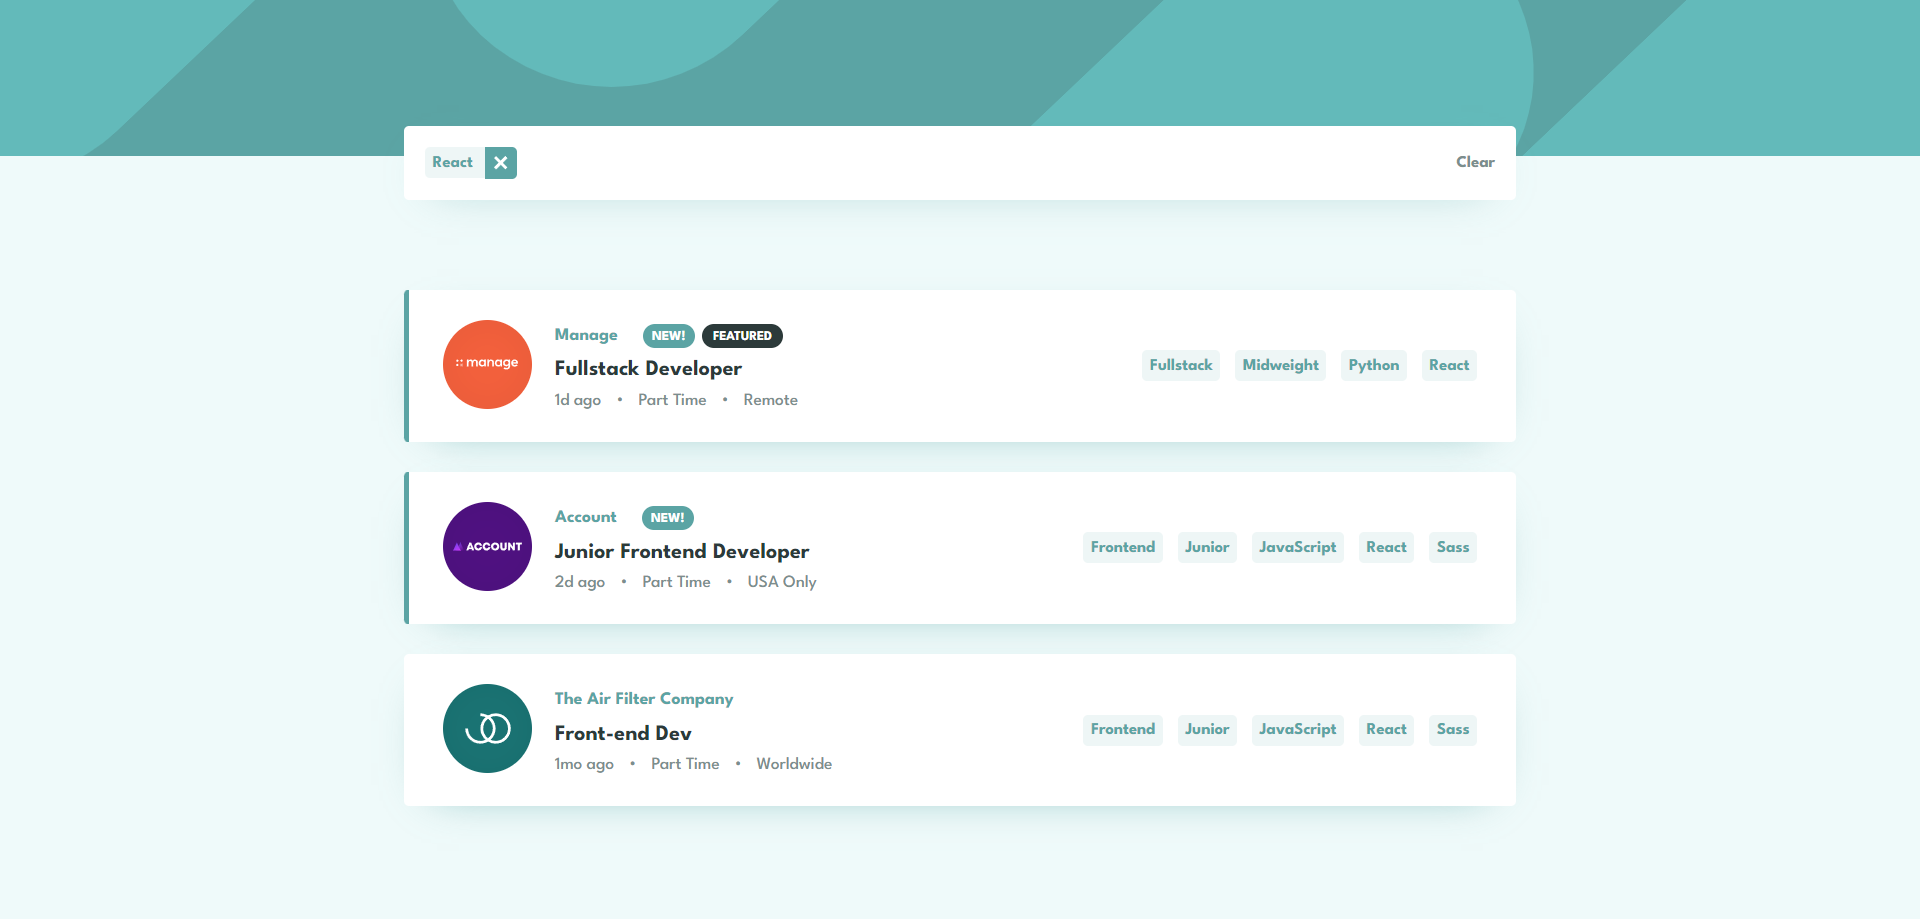 React Clear
manage
Manage NEW! FEATURED
Fullstack Developer
1d ago • Part Time • Remote
Fullstack Midweight Python React
ACCOUNT
Account NEW!
Junior Frontend Developer
2d ago • Part Time • USA Only
Frontend Junior JavaScript React Sass
The Air Filter Company
Front-end Dev
1mo ago • Part Time • Worldwide
Frontend Junior JavaScript React Sass